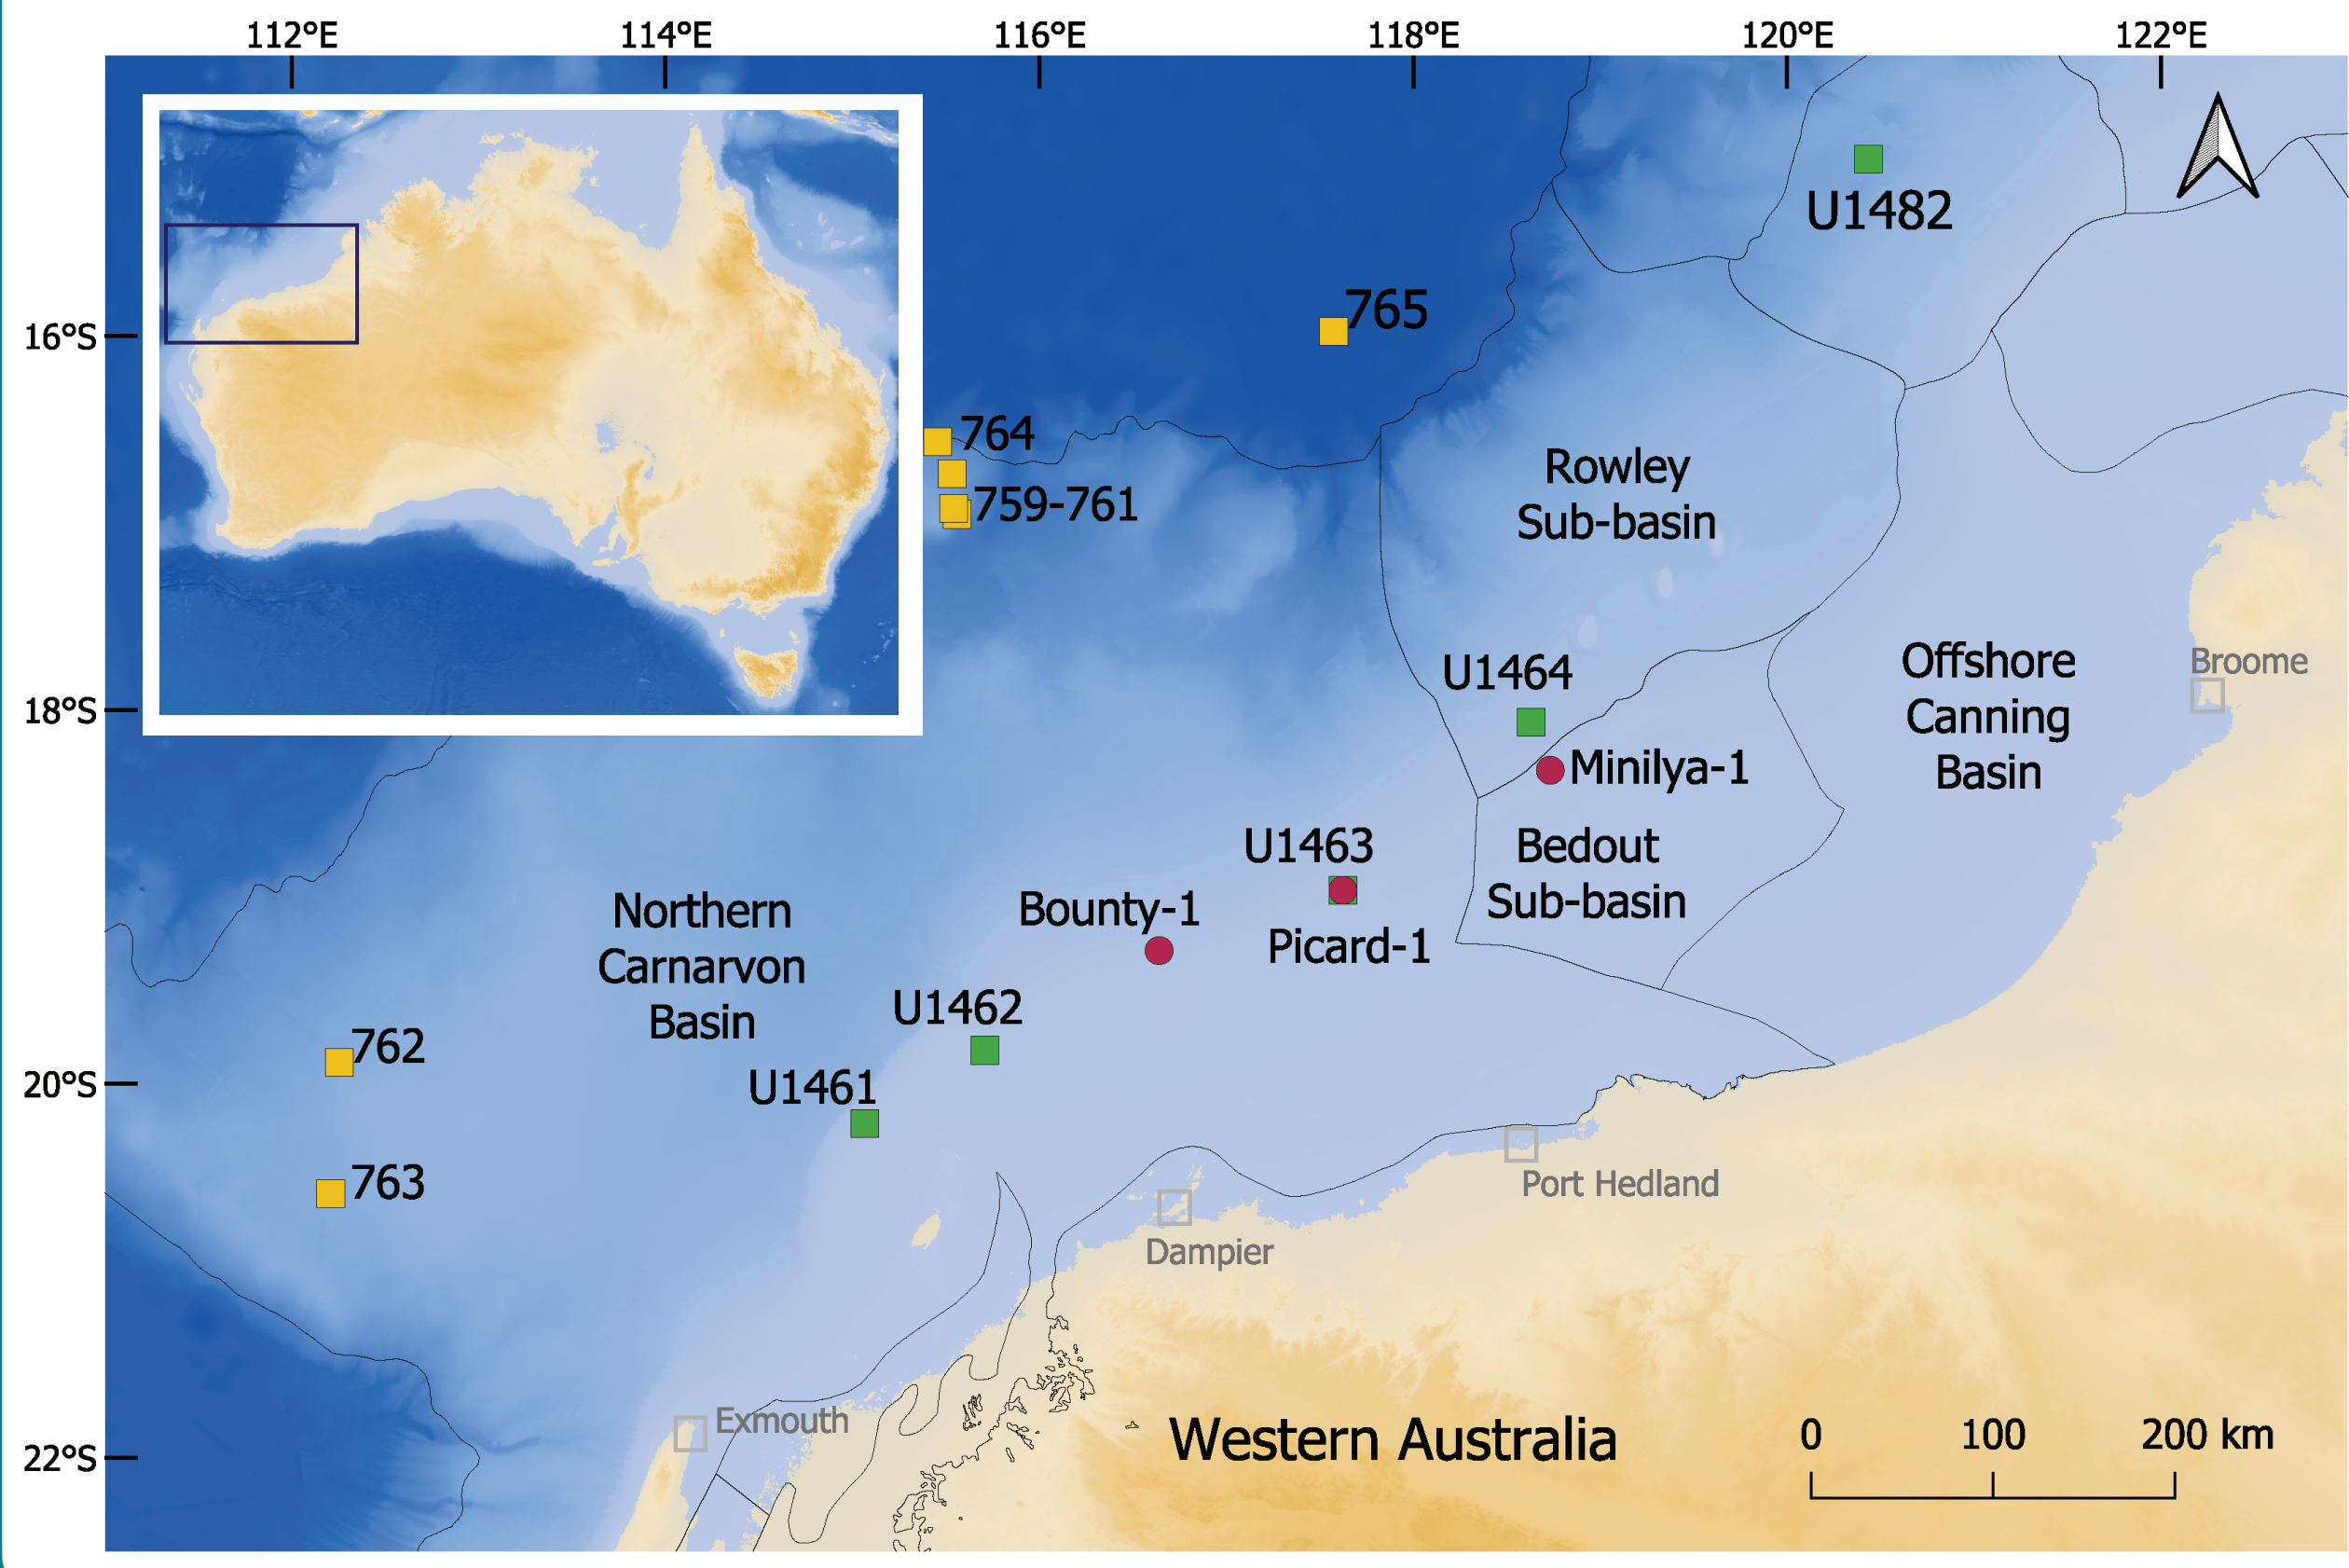 112°E
114°E
116°E
118°E
120°E
122°E
U1482
765
16°S
764
759-761
Rowley
Sub-basin
U1464
Offshore
Canning
Basin
Broome
18°S
Minilya-1
U1463
Bedout
Sub-basin
Northern
Carnarvon
Basin
Bounty-1
Picard-1
U1462
762
U1461
20°S
763
Port Hedland
Dampier
Exmouth
Western Australia
0
100
200 km
22°S